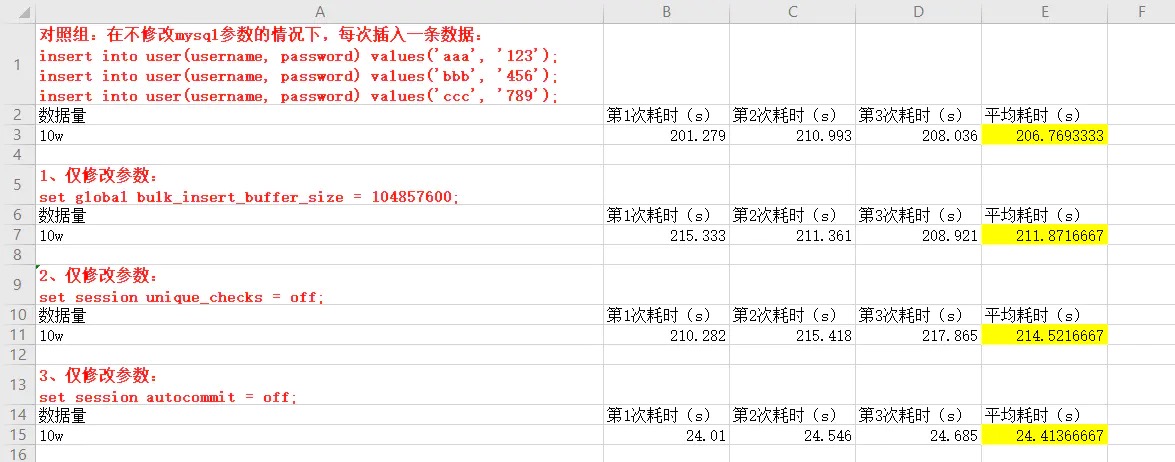 A B C D E F
1 对照组：在不修改mysql参数的情况下，每次插入一条数据：
insert into user(username, password) values('aaa', '123');
insert into user(username, password) values('bbb', '456');
insert into user(username, password) values('ccc', '789');
2 数据量 第1次耗时（s） 第2次耗时（s） 第3次耗时（s） 平均耗时（s）
3 10w 201.279 210.993 208.036 206.7693333
4
5 1、仅修改参数：
set global bulk_insert_buffer_size = 104857600;
6 数据量 第1次耗时（s） 第2次耗时（s） 第3次耗时（s） 平均耗时（s）
7 10w 215.333 211.361 208.921 211.8716667
8
9 2、仅修改参数：
set session unique_checks = off;
10 数据量 第1次耗时（s） 第2次耗时（s） 第3次耗时（s） 平均耗时（s）
11 10w 210.282 215.418 217.865 214.5216667
12
13 3、仅修改参数：
set session autocommit = off;
14 数据量 第1次耗时（s） 第2次耗时（s） 第3次耗时（s） 平均耗时（s）
15 10w 24.01 24.546 24.685 24.41366667
16